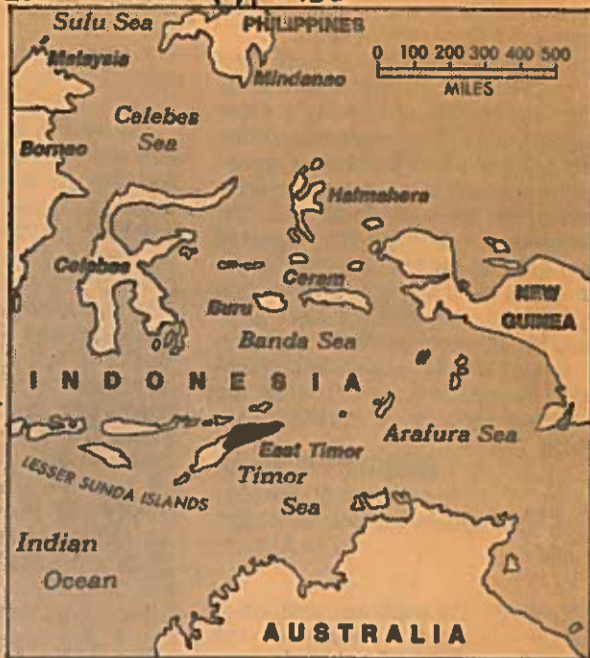 Sulu Sea
PHILIPPINES
Malaysia
Mindanao
0 100 200 300 400 500
MILES
Celebes
Sea
Borneo
Halmahera
Celebes
Ceram
Buru
NEW
GUINEA
Banda Sea
INDONESIA
Arafura Sea
East Timor
LESSER SUNDA ISLANDS
Timor
Sea
Indian
Ocean
AUSTRALIA